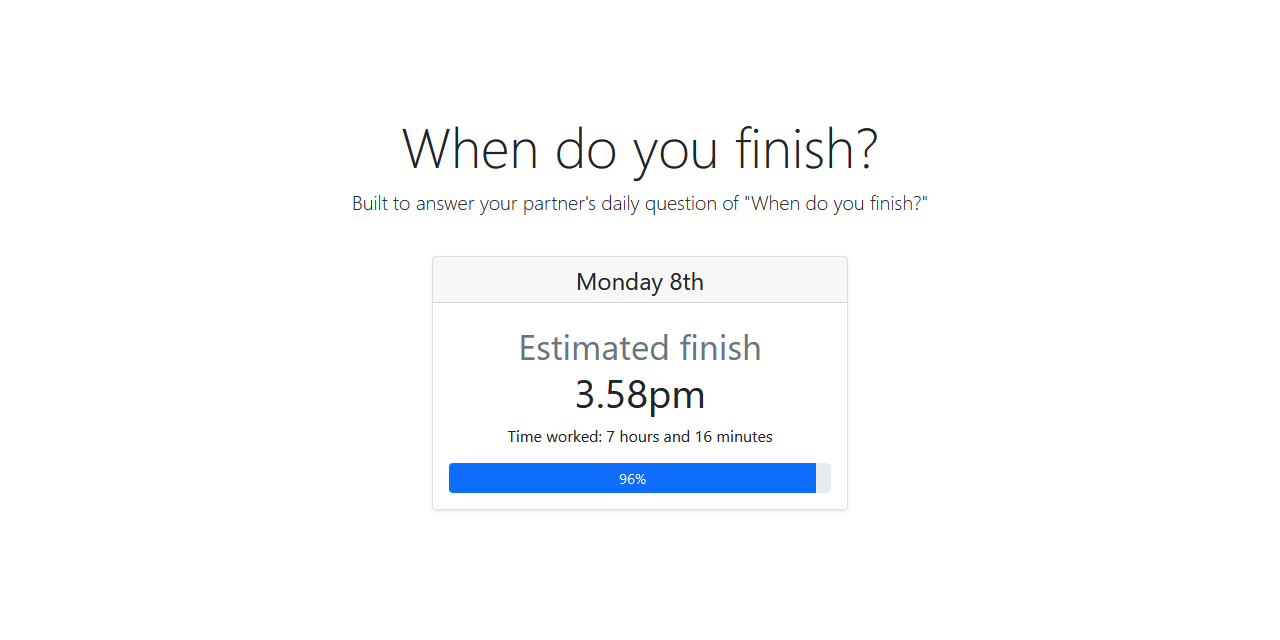 When do you finish?
Built to answer your partner's daily question of "When do you finish?"
Monday 8th
Estimated finish
3.58pm
Time worked: 7 hours and 16 minutes
96%